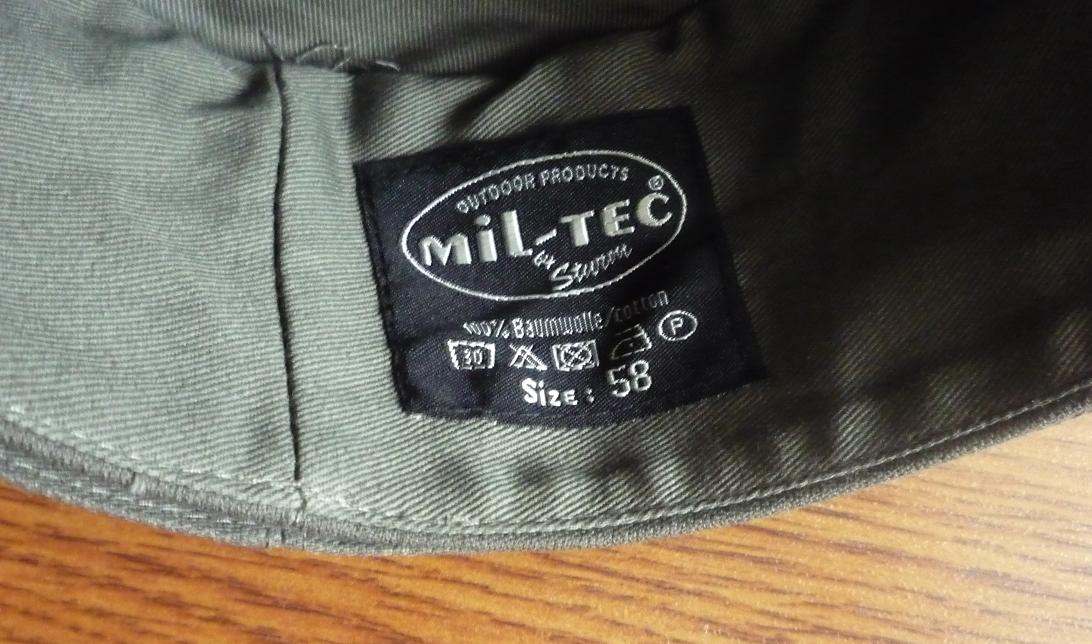 OUTDOOR PRODUCTS
MiL-TEC®
by Sturm
100% Baumwolle/cotton
30 P
Size: 58